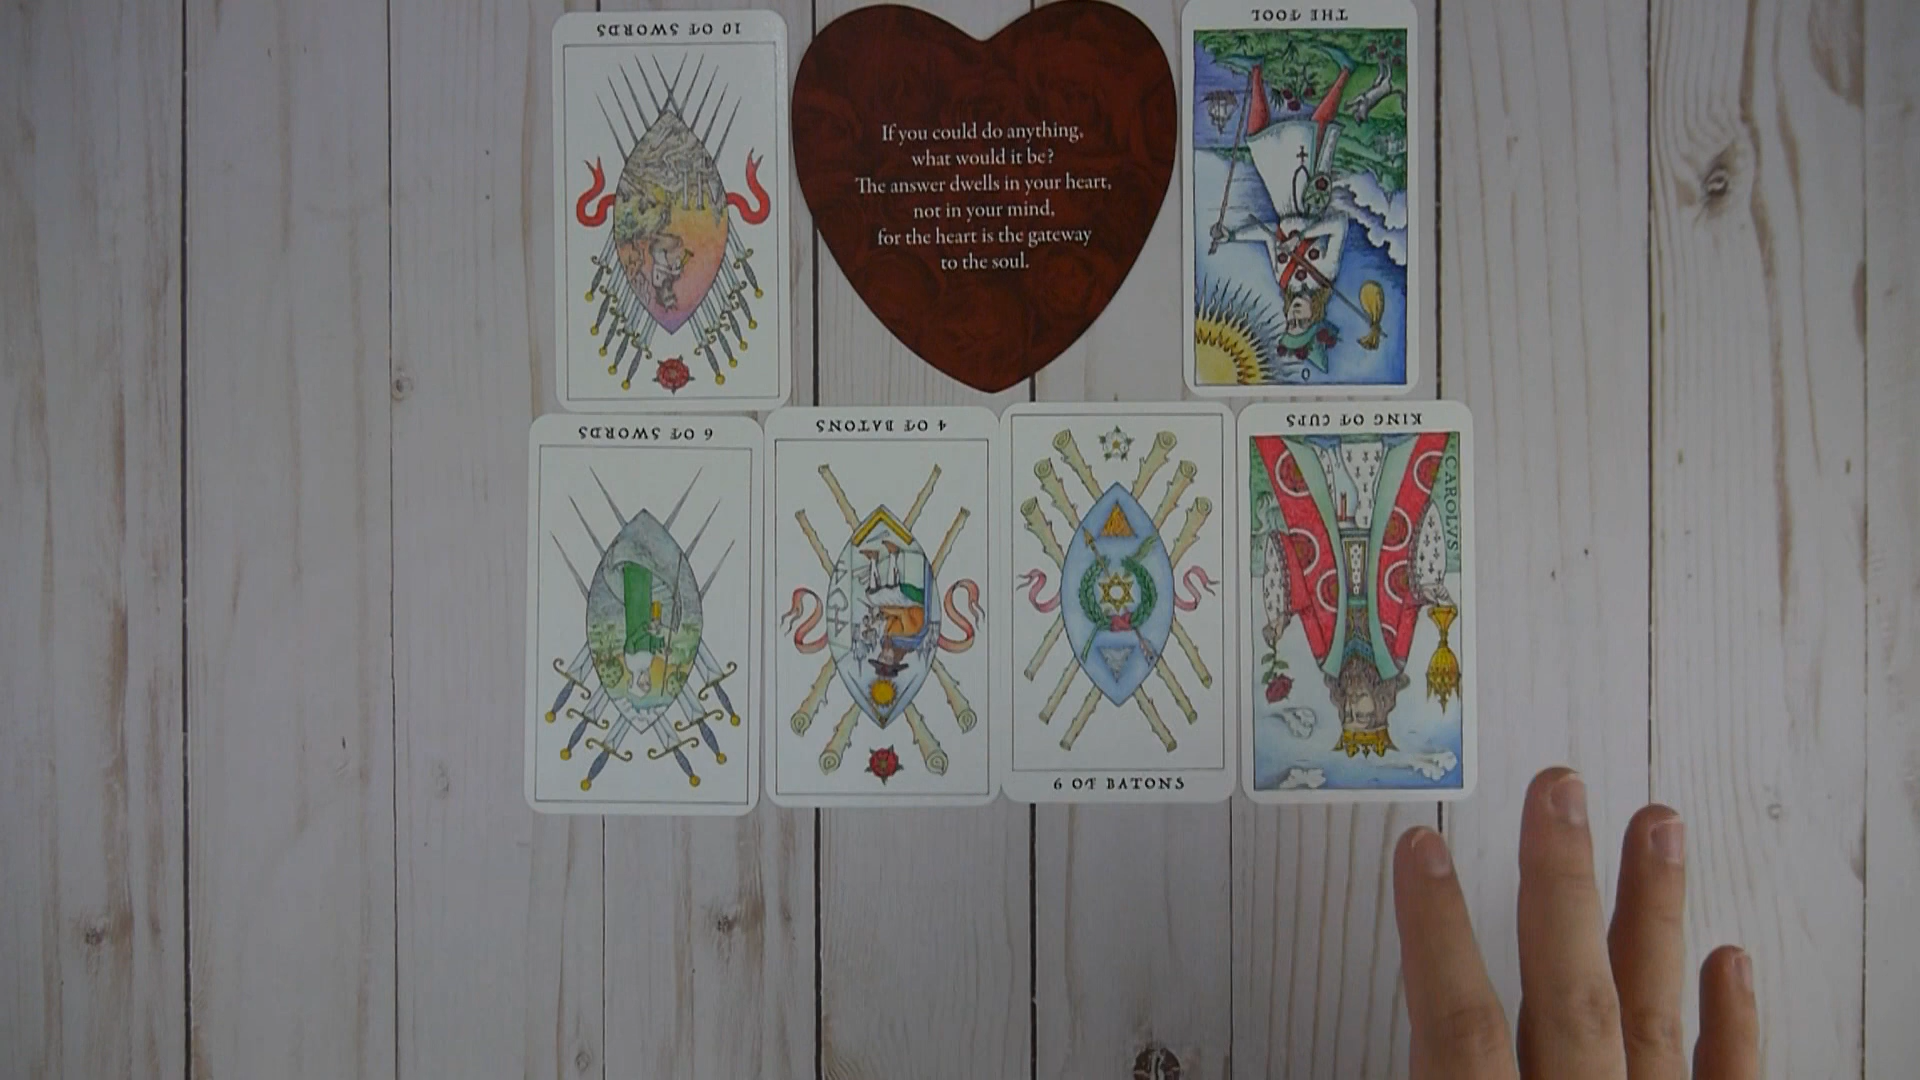 10 OF SWORDS
THE FOOL
0
If you could do anything,
what would it be?
The answer dwells in your heart,
not in your mind,
for the heart is the gateway
to the soul.
6 OF SWORDS
4 OF BATONS
6 OF BATONS
KING OF CUPS
CAROLVS